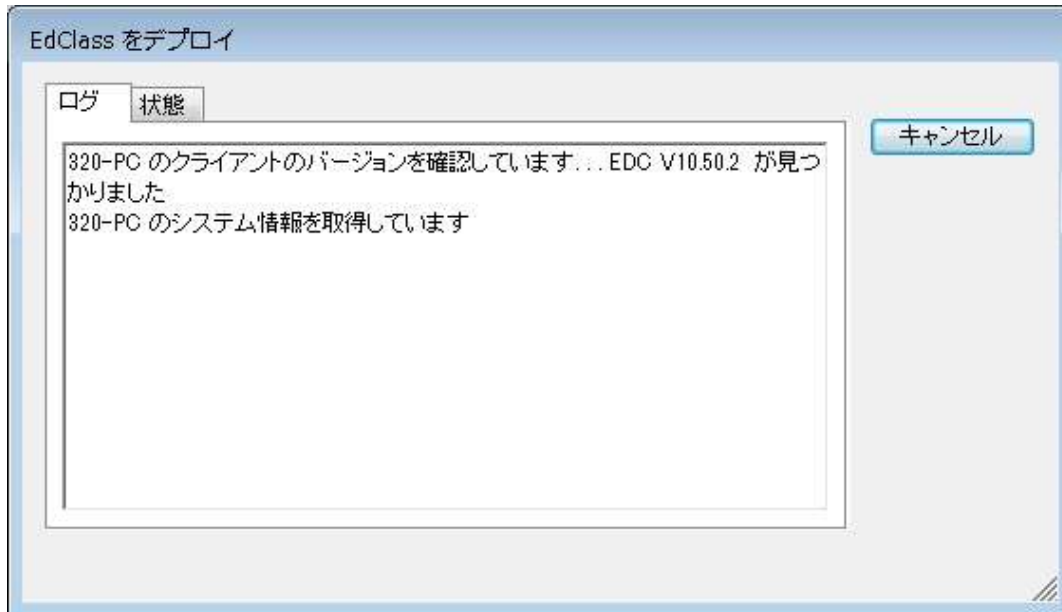 EdClass をデプロイ
ログ 状態
キャンセル
320-PC のクライアントのバージョンを確認しています... EDC V10.50.2 が見つ
かりました
320-PC のシステム情報を取得しています